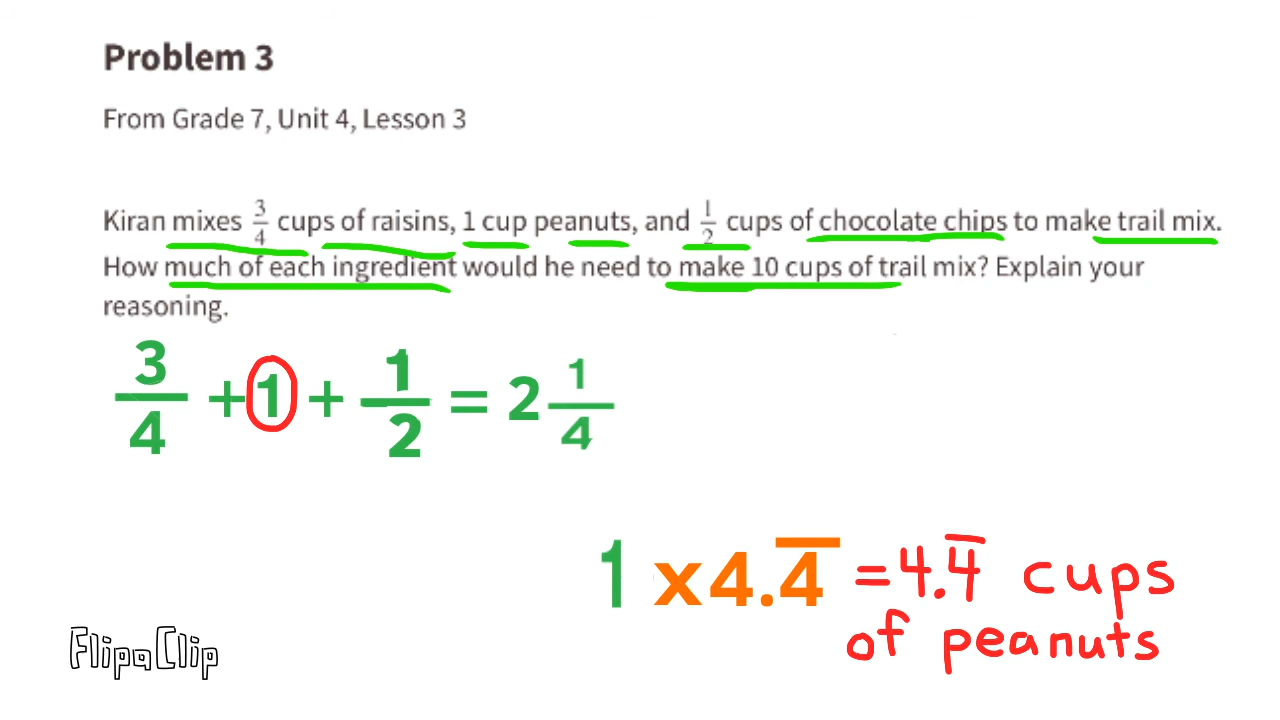 Problem 3
From Grade 7, Unit 4, Lesson 3
Kiran mixes 3/4 cups of raisins, 1 cup peanuts, and 1/2 cups of chocolate chips to make trail mix.
How much of each ingredient would he need to make 10 cups of trail mix? Explain your
reasoning.
3/4 + 1 + 1/2 = 2 1/4
1 x 4.4̅ = 4.4̅ cups
of peanuts
FlipaClip